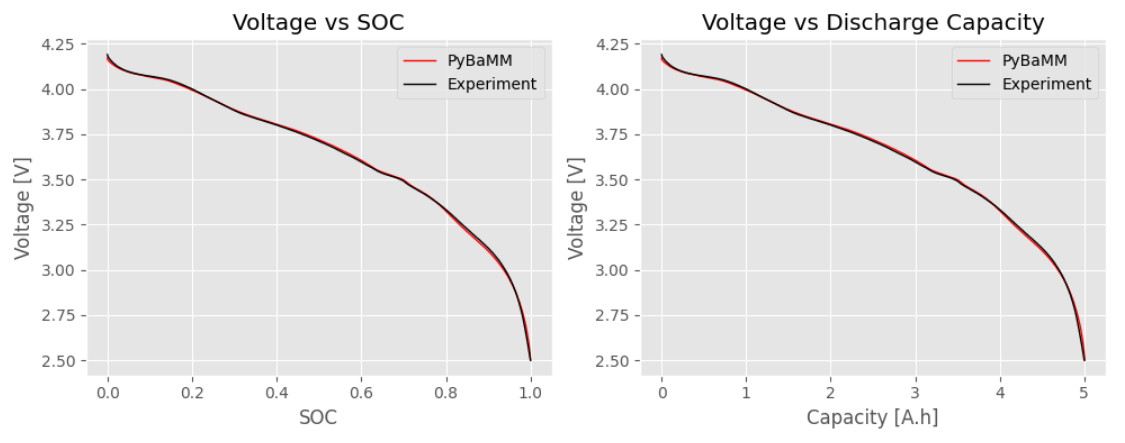 Voltage vs SOC
4.25
4.00
3.75
3.50
3.25
3.00
2.75
2.50
Voltage [V]
PyBaMM
Experiment
0.0 0.2 0.4 0.6 0.8 1.0
SOC
Voltage vs Discharge Capacity
4.25
4.00
3.75
3.50
3.25
3.00
2.75
2.50
Voltage [V]
PyBaMM
Experiment
0 1 2 3 4 5
Capacity [A.h]